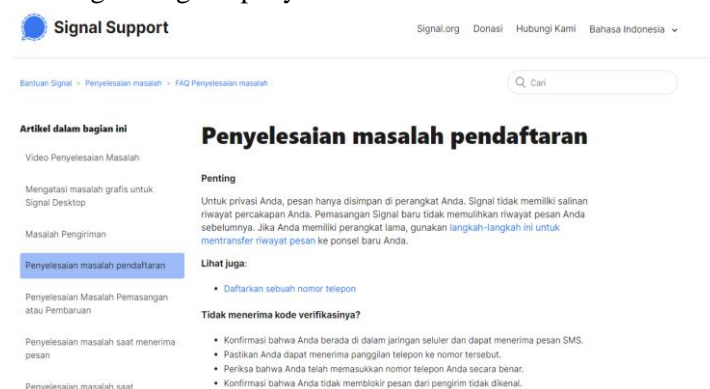 Signal Support
Signal.org Donasi Hubungi Kami Bahasa Indonesia
Bantuan Signal > Penyelesaian masalah > FAQ Penyelesaian masalah
Cari
Artikel dalam bagian ini
Video Penyelesaian Masalah
Mengatasi masalah grafis untuk
Signal Desktop
Masalah Pengiriman
Penyelesaian masalah pendaftaran
Penyelesaian Masalah Pemasangan
atau Pembaruan
Penyelesaian masalah saat menerima
pesan
Penyelesaian masalah saat
Penyelesaian masalah pendaftaran
Penting
Untuk privasi Anda, pesan hanya disimpan di perangkat Anda. Signal tidak memiliki salinan
riwayat percakapan Anda. Pemasangan Signal baru tidak memulihkan riwayat pesan Anda
sebelumnya. Jika Anda memiliki perangkat lama, gunakan langkah-langkah ini untuk
mentransfer riwayat pesan ke ponsel baru Anda.
Lihat juga:
• Daftarkan sebuah nomor telepon
Tidak menerima kode verifikasinya?
• Konfirmasi bahwa Anda berada di dalam jaringan seluler dan dapat menerima pesan SMS.
• Pastikan Anda dapat menerima panggilan telepon ke nomor tersebut.
• Periksa bahwa Anda telah memasukkan nomor telepon Anda secara benar.
• Konfirmasi bahwa Anda tidak memblokir pesan dari pengirim tidak dikenal.